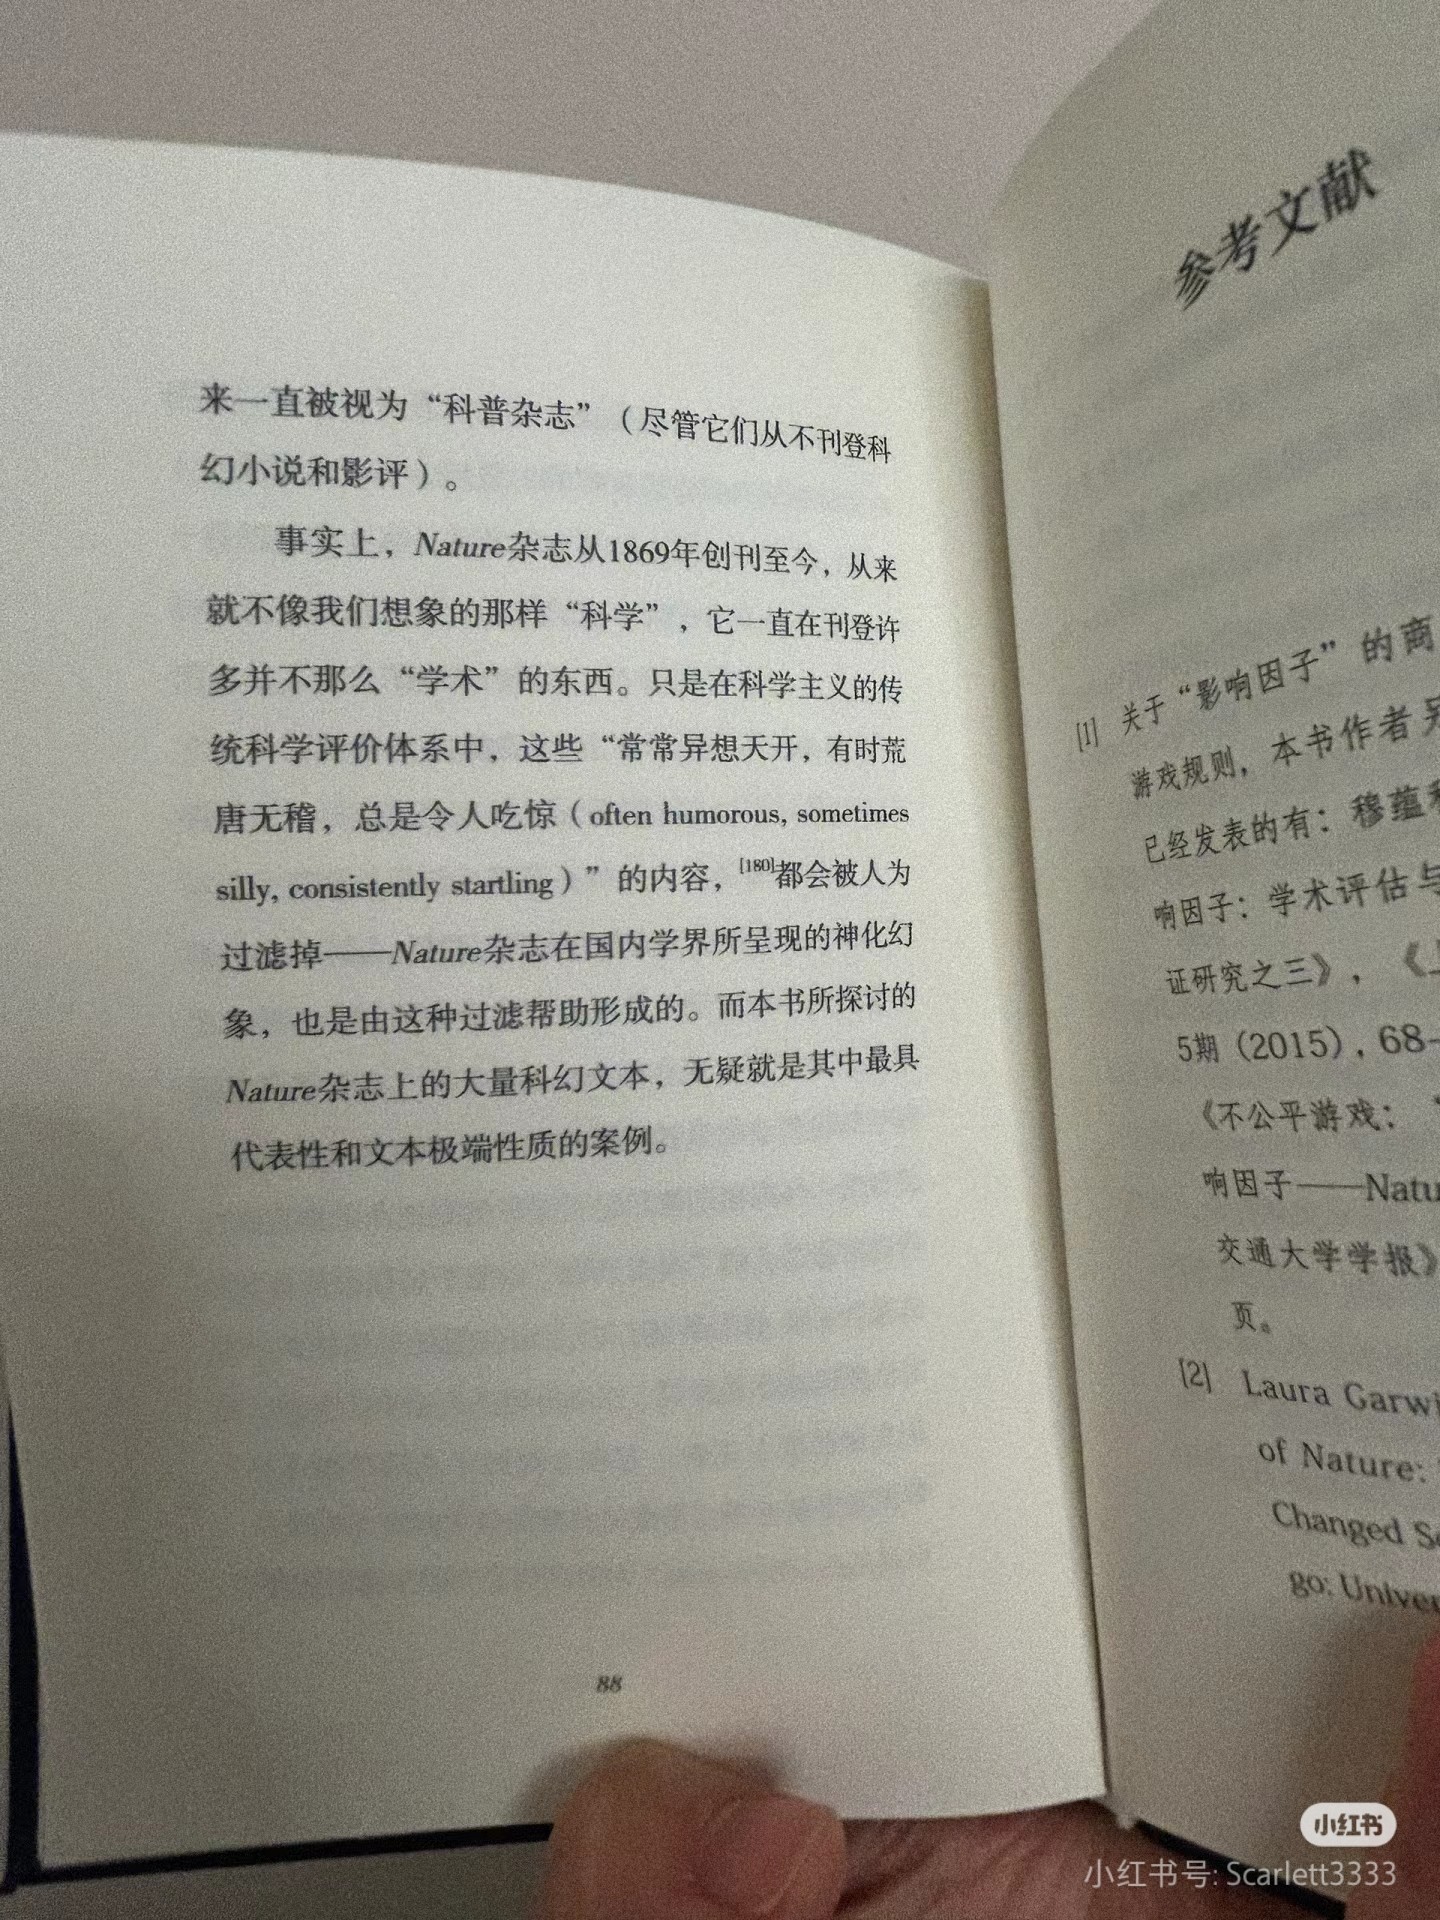 来一直被视为“科普杂志”（尽管它们从不刊登科
幻小说和影评）。
事实上，Nature杂志从1869年创刊至今，从来
就不像我们想象的那样“科学”，它一直在刊登许
多并不那么“学术”的东西。只是在科学主义的传
统科学评价体系中，这些“常常异想天开，有时荒
唐无稽，总是令人吃惊（often humorous, sometimes
silly, consistently startling）”的内容，[180]都会被人为
过滤掉——Nature杂志在国内学界所呈现的神化幻
象，也是由这种过滤帮助形成的。而本书所探讨的
Nature杂志上的大量科幻文本，无疑就是其中最具
代表性和文本极端性质的案例。
88
参考文献
[1] 关于“影响因子”的商
游戏规则，本书作者另
已经发表的有：穆蕴
响因子：学术评估与
证研究之三》，《上
5期（2015），68-
《不公平游戏：“
响因子——Natu
交通大学学报》
页。
[2] Laura Garwi
of Nature:
Changed S
go: Univer
小红书
小红书号: Scarlett3333